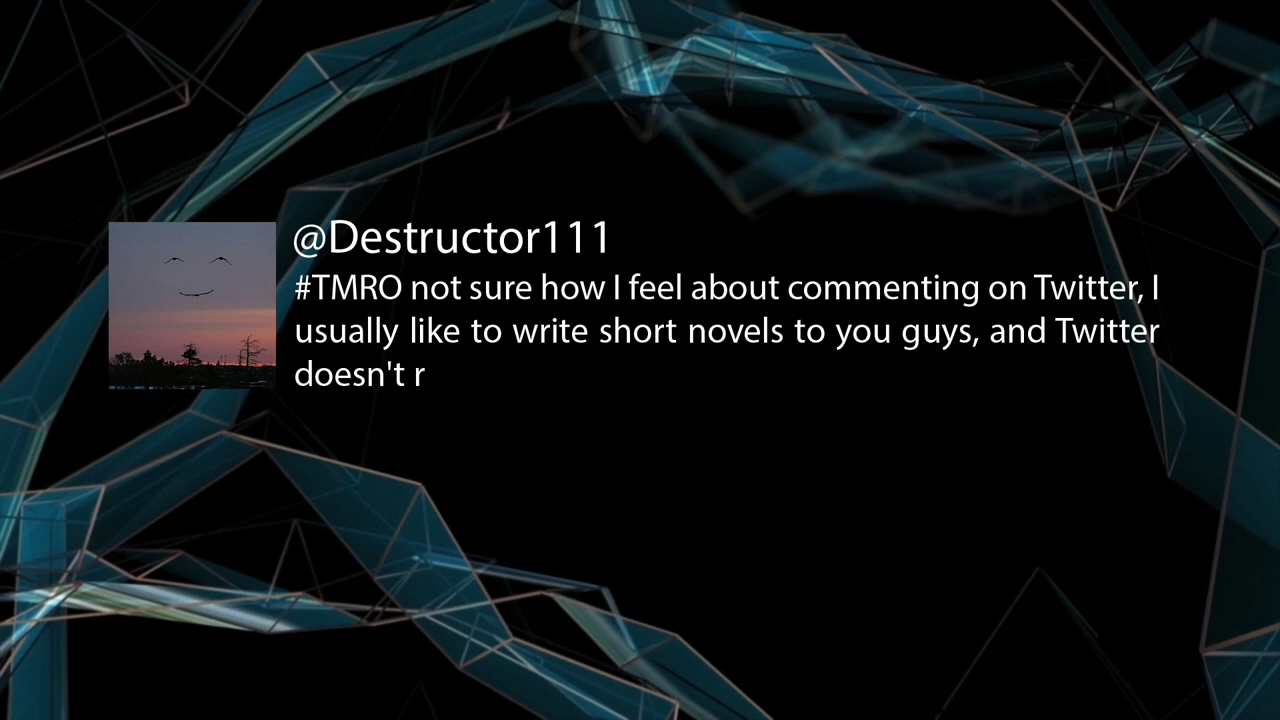 @Destructor111
#TMRO not sure how I feel about commenting on Twitter, I
usually like to write short novels to you guys, and Twitter
doesn't r